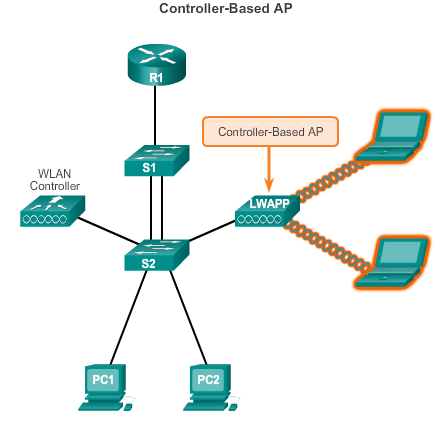 Controller-Based AP
R1
Controller-Based AP
S1
WLAN
Controller
LWAPP
S2
PC1
PC2